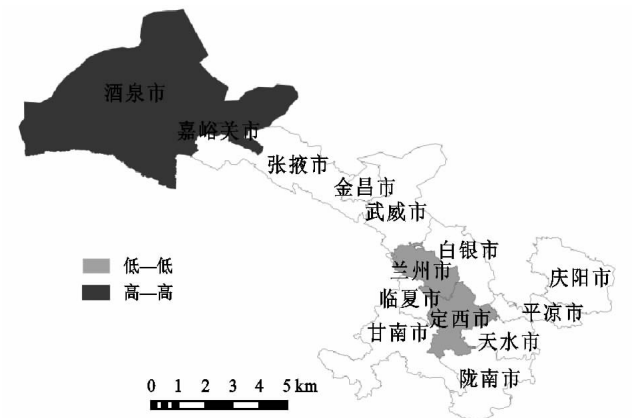 酒泉市
嘉峪关市
张掖市
金昌市
武威市
白银市
兰州市
庆阳市
临夏市
定西市
平凉市
甘南市
天水市
陇南市
低—低
高—高
0 1 2 3 4 5 km